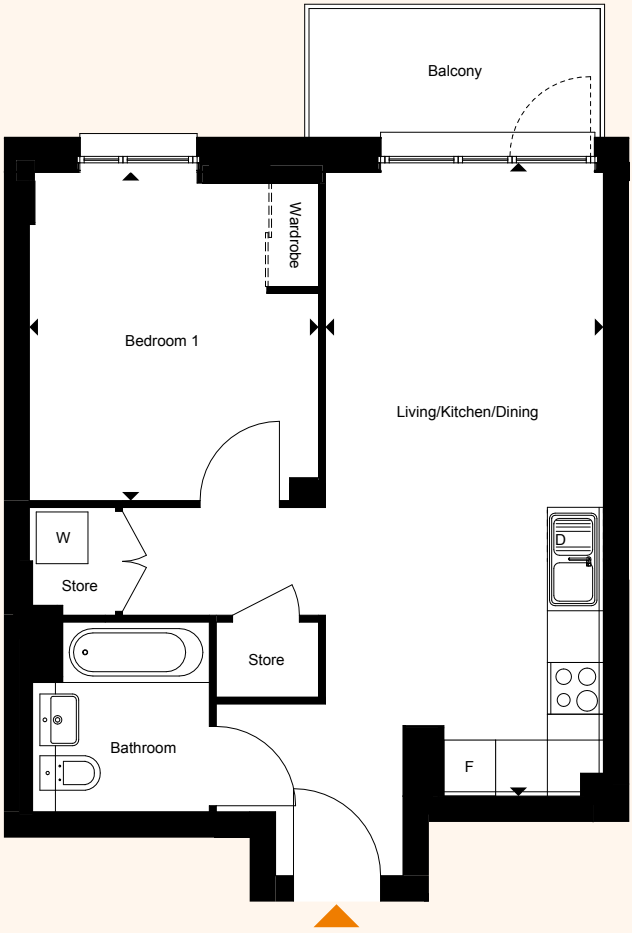 Balcony
Wardrobe
Bedroom 1
Living/Kitchen/Dining
W
D
Store
Store
Bathroom
F